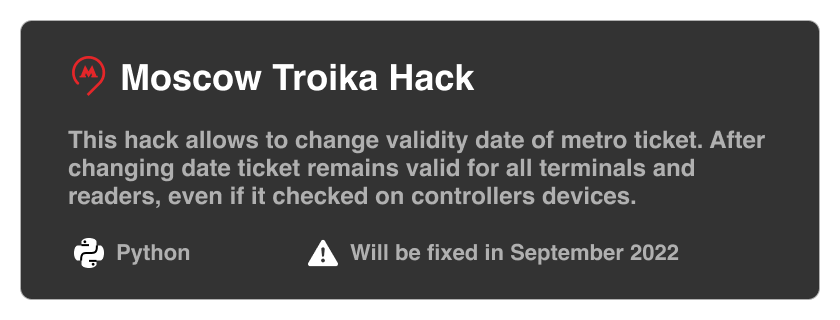 Moscow Troika Hack
This hack allows to change validity date of metro ticket. After
changing date ticket remains valid for all terminals and
readers, even if it checked on controllers devices.
Python
Will be fixed in September 2022